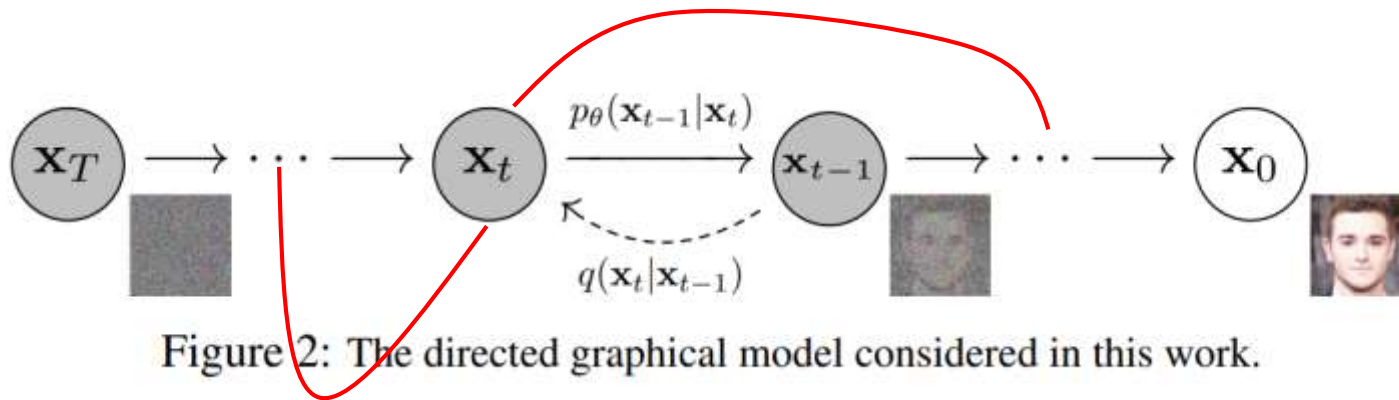 p_θ(x_{t−1}|x_t)
x_T ⟶ ··· ⟶ x_t ⟶ x_{t−1} ⟶ ··· ⟶ x_0
q(x_t|x_{t−1})
Figure 2: The directed graphical model considered in this work.